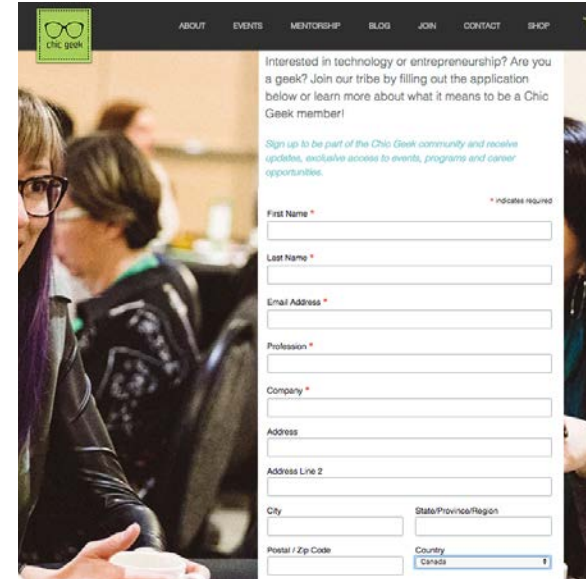 ABOUT EVENTS MENTORSHIP BLOG JOIN CONTACT SHOP
chic geek
Interested in technology or entrepreneurship? Are you
a geek? Join our tribe by filling out the application
below or learn more about what it means to be a Chic
Geek member!
Sign up to be part of the Chic Geek community and receive
updates, exclusive access to events, programs and career
opportunities.
* indicates required
First Name *
Last Name *
Email Address *
Profession *
Company *
Address
Address Line 2
City State/Province/Region
Postal / Zip Code Country
Canada